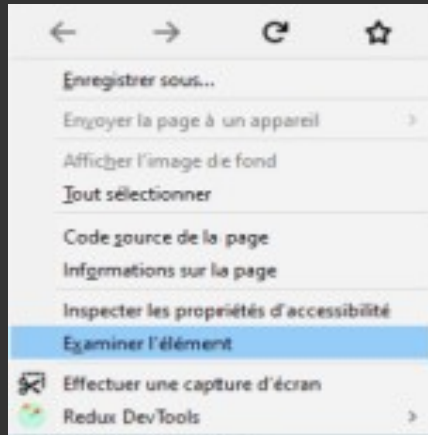 Enregistrer sous...
Envoyer la page à un appareil
Afficher l'image de fond
Tout sélectionner
Code source de la page
Informations sur la page
Inspecter les propriétés d'accessibilité
Examiner l'élément
Effectuer une capture d'écran
Redux DevTools